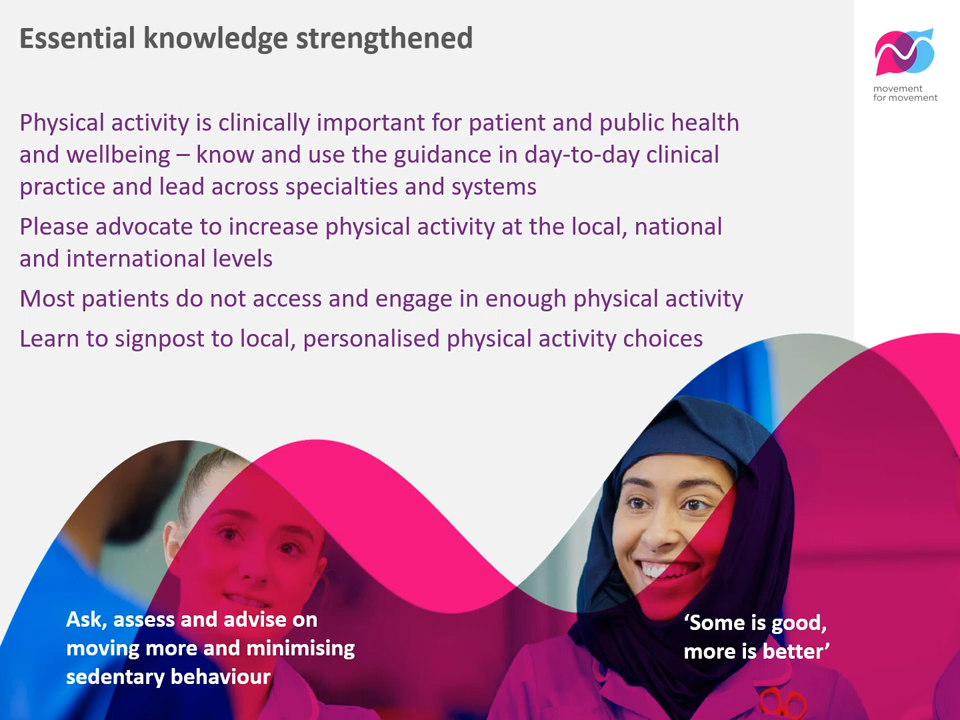 Essential knowledge strengthened
movement
for movement
Physical activity is clinically important for patient and public health
and wellbeing – know and use the guidance in day-to-day clinical
practice and lead across specialties and systems
Please advocate to increase physical activity at the local, national
and international levels
Most patients do not access and engage in enough physical activity
Learn to signpost to local, personalised physical activity choices
Ask, assess and advise on
moving more and minimising
sedentary behaviour
‘Some is good,
more is better’